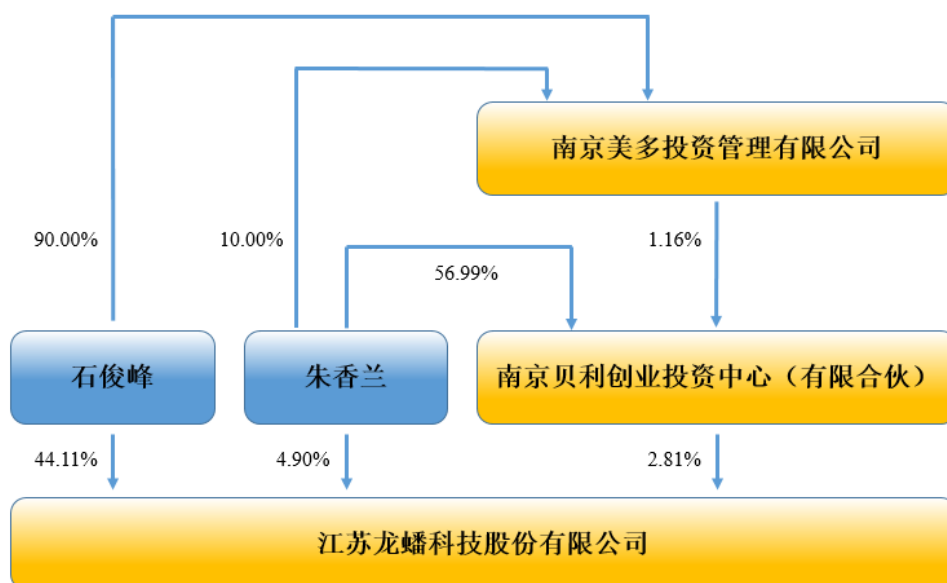 南京美多投资管理有限公司
90.00%
10.00%
1.16%
56.99%
石俊峰
朱香兰
南京贝利创业投资中心（有限合伙）
44.11%
4.90%
2.81%
江苏龙蟠科技股份有限公司